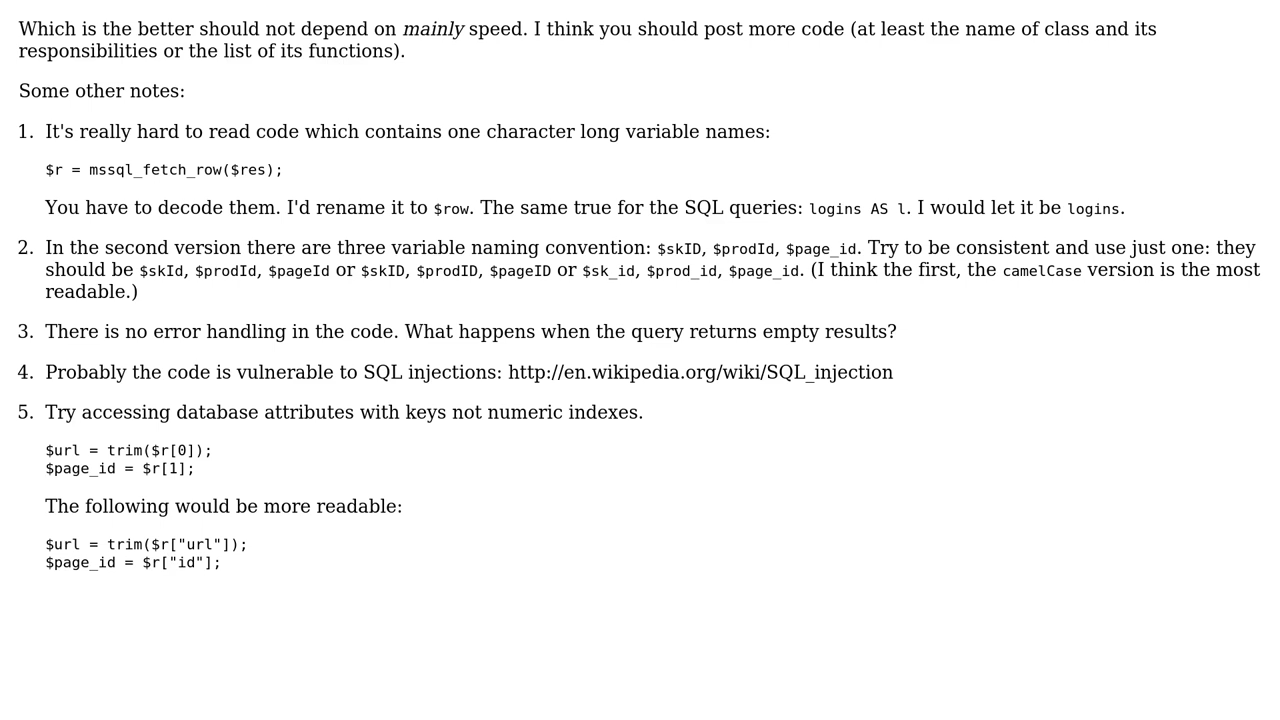 Which is the better should not depend on mainly speed. I think you should post more code (at least the name of class and its
responsibilities or the list of its functions).
Some other notes:
1. It's really hard to read code which contains one character long variable names:
$r = mssql_fetch_row($res);
You have to decode them. I'd rename it to $row. The same true for the SQL queries: logins AS l. I would let it be logins.
2. In the second version there are three variable naming convention: $skID, $prodId, $page_id. Try to be consistent and use just one: they
should be $skId, $prodId, $pageId or $skID, $prodID, $pageID or $sk_id, $prod_id, $page_id. (I think the first, the camelCase version is the most
readable.)
3. There is no error handling in the code. What happens when the query returns empty results?
4. Probably the code is vulnerable to SQL injections: http://en.wikipedia.org/wiki/SQL_injection
5. Try accessing database attributes with keys not numeric indexes.
$url = trim($r[0]);
$page_id = $r[1];
The following would be more readable:
$url = trim($r["url"]);
$page_id = $r["id"];